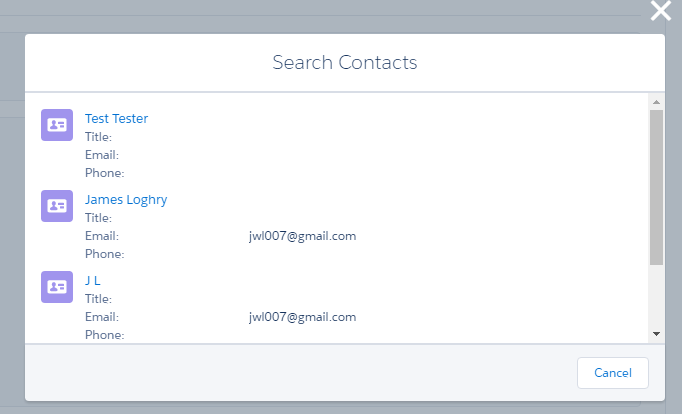 Search Contacts
Test Tester
Title:
Email:
Phone:
James Loghry
Title:
Email: jwl007@gmail.com
Phone:
J L
Title:
Email: jwl007@gmail.com
Phone:
Cancel